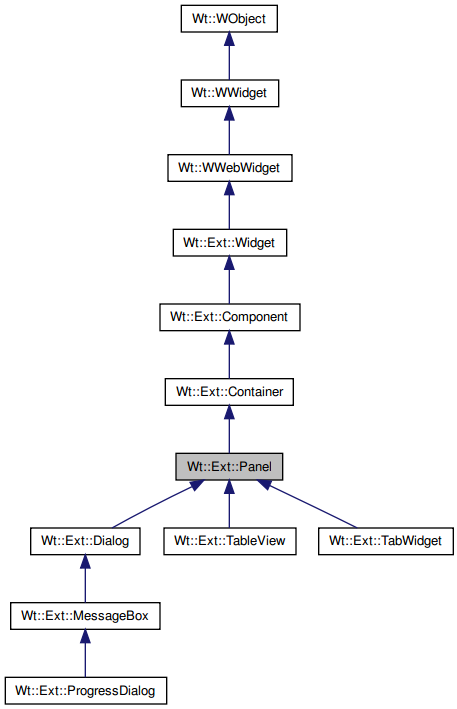 Wt::WObject
Wt::WWidget
Wt::WWebWidget
Wt::Ext::Widget
Wt::Ext::Component
Wt::Ext::Container
Wt::Ext::Panel
Wt::Ext::Dialog
Wt::Ext::TableView
Wt::Ext::TabWidget
Wt::Ext::MessageBox
Wt::Ext::ProgressDialog